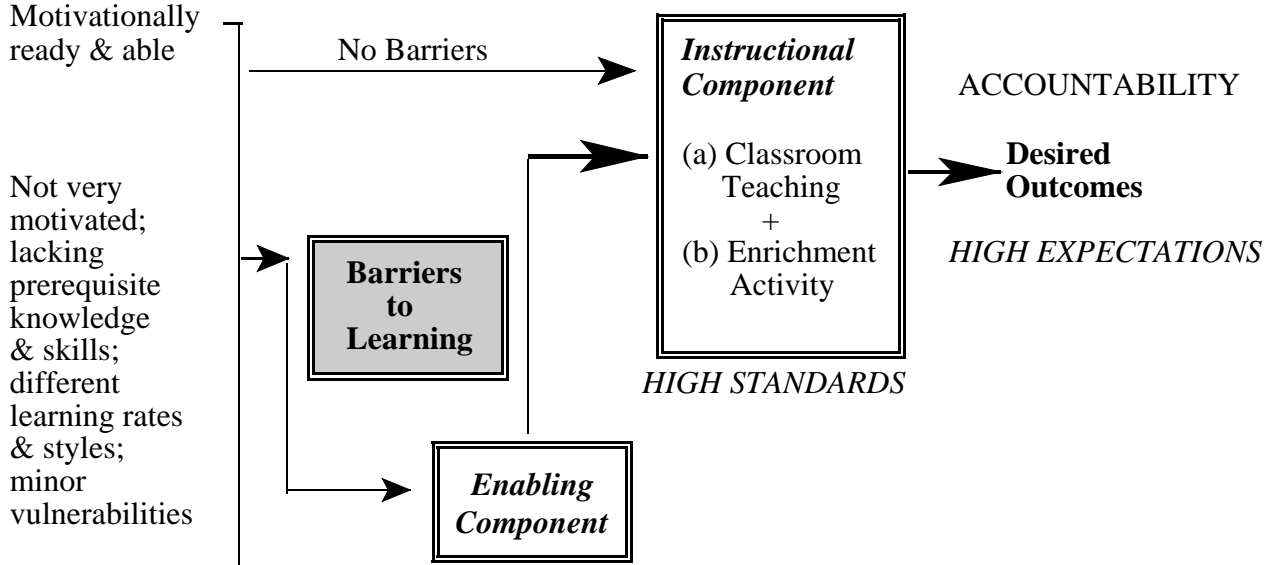 Motivationally
ready & able
No Barriers
Not very
motivated;
lacking
prerequisite
knowledge
& skills;
different
learning rates
& styles;
minor
vulnerabilities
Barriers
to
Learning
Enabling
Component
Instructional
Component
(a) Classroom
Teaching
+
(b) Enrichment
Activity
HIGH STANDARDS
ACCOUNTABILITY
Desired
Outcomes
HIGH EXPECTATIONS